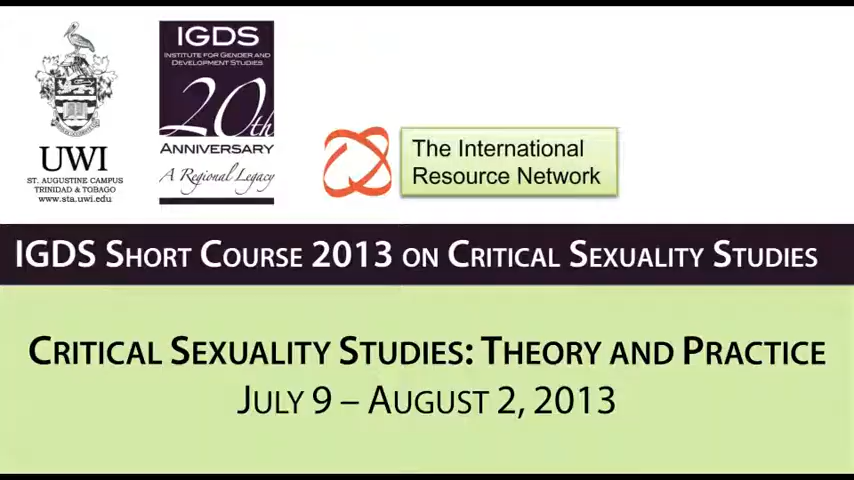 UWI
ST. AUGUSTINE CAMPUS
TRINIDAD & TOBAGO
www.sta.uwi.edu
IGDS
INSTITUTE FOR GENDER AND
DEVELOPMENT STUDIES
20th
ANNIVERSARY
A Regional Legacy
The International
Resource Network
IGDS SHORT COURSE 2013 ON CRITICAL SEXUALITY STUDIES
CRITICAL SEXUALITY STUDIES: THEORY AND PRACTICE
JULY 9 – AUGUST 2, 2013